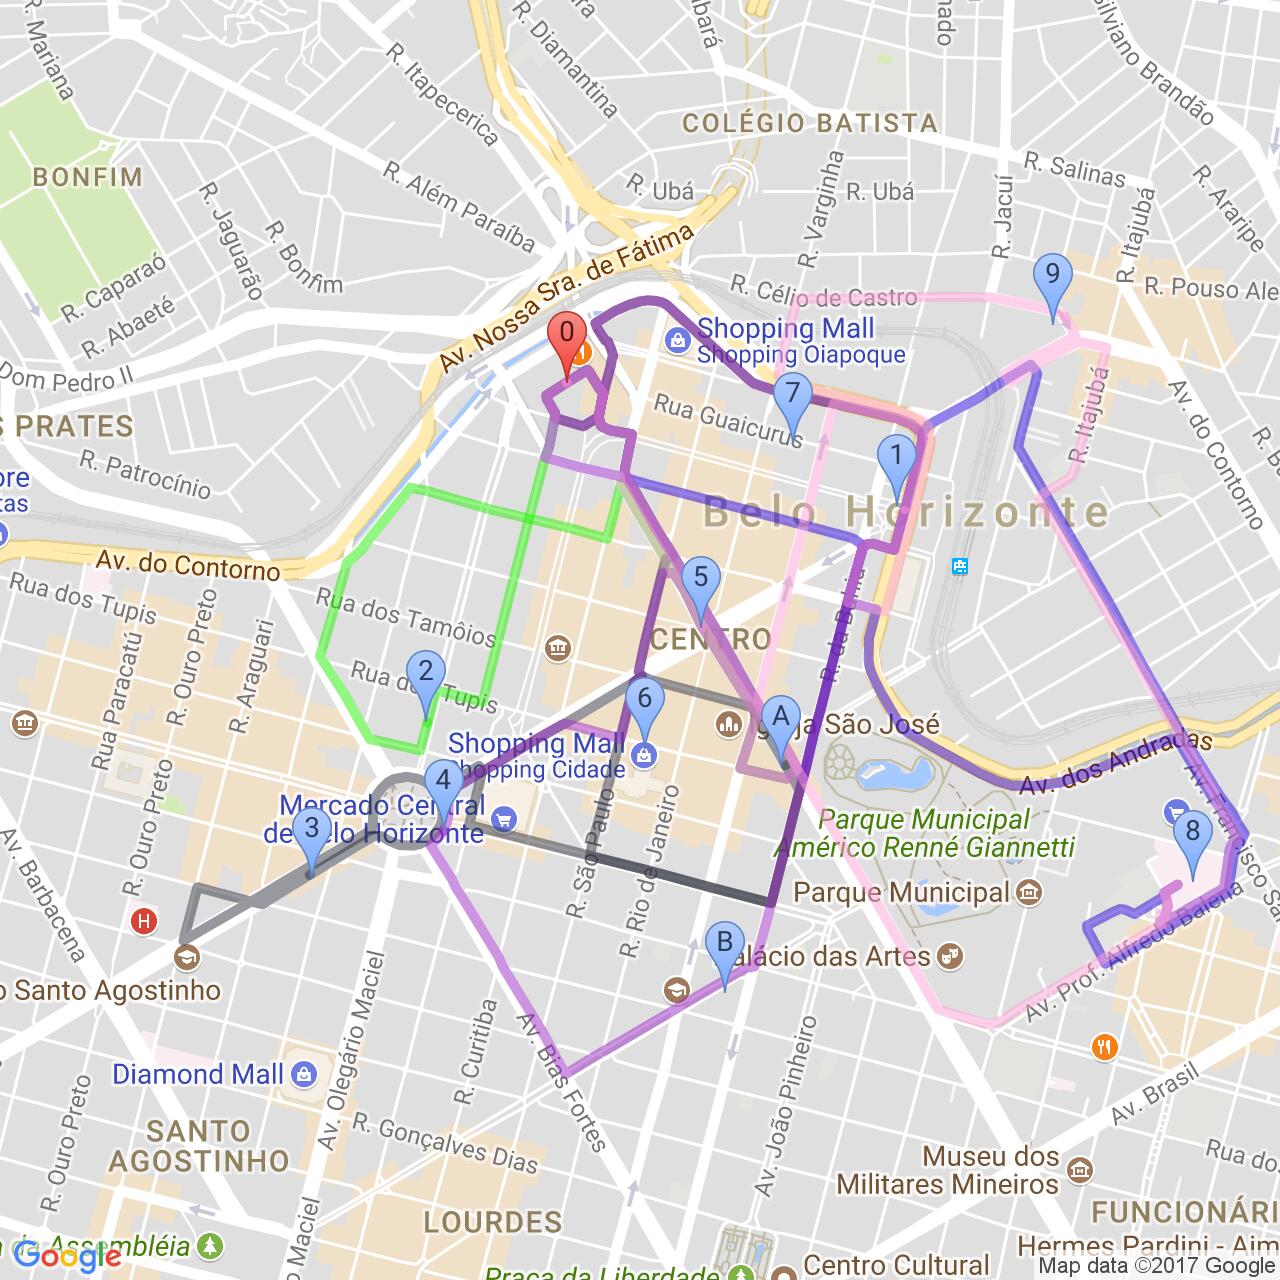 R. Mariana
R. Diamantina
R. Itapecerica
Silviano Brandão
COLÉGIO BATISTA
R. Salinas
BONFIM
R. Além Paraíba
R. Ubá
R. Ubá
R. Varginha
R. Jacuí
R. Itajubá
R. Araripe
R. Jaguarão
R. Bonfim
R. Caparaó
R. Abaeté
Av. Nossa Sra. de Fátima
R. Célio de Castro
R. Pouso Ale
9
0
Shopping Mall
Shopping Oiapoque
Dom Pedro II
7
Rua Guaicurus
R. Itajubá
Av. do Contorno
S PRATES
R. Patrocínio
1
Belo Horizonte
Av. do Contorno
Rua dos Tupis
Rua dos Tamôios
5
CENTRO
R. da Bahia
R. Araguari
R. Ouro Preto
Rua Paracatú
2
Rua dos Tupis
6
A
Igreja São José
Shopping Mall
Shopping Cidade
Av. dos Andradas
4
Mercado Central
de Belo Horizonte
3
R. Ouro Preto
R. São Paulo
R. Rio de Janeiro
Parque Municipal
Américo Renné Giannetti
8
Av. Francisco Sa
Av. Barbacena
H
Parque Municipal
Av. Prof. Alfredo Balena
B
Palácio das Artes
o Santo Agostinho
Av. Olegário Maciel
R. Curitiba
Av. Bias Fortes
Diamond Mall
R. João Pinheiro
Av. Brasil
R. Ouro Preto
SANTO
AGOSTINHO
R. Gonçalves Dias
Museu dos
Militares Mineiros
Rua do
LOURDES
FUNCIONÁRI
Hermes Pardini - Aim
da Assembléia
Maciel
Google
Praça da Liberdade
Centro Cultural
Map data ©2017 Google